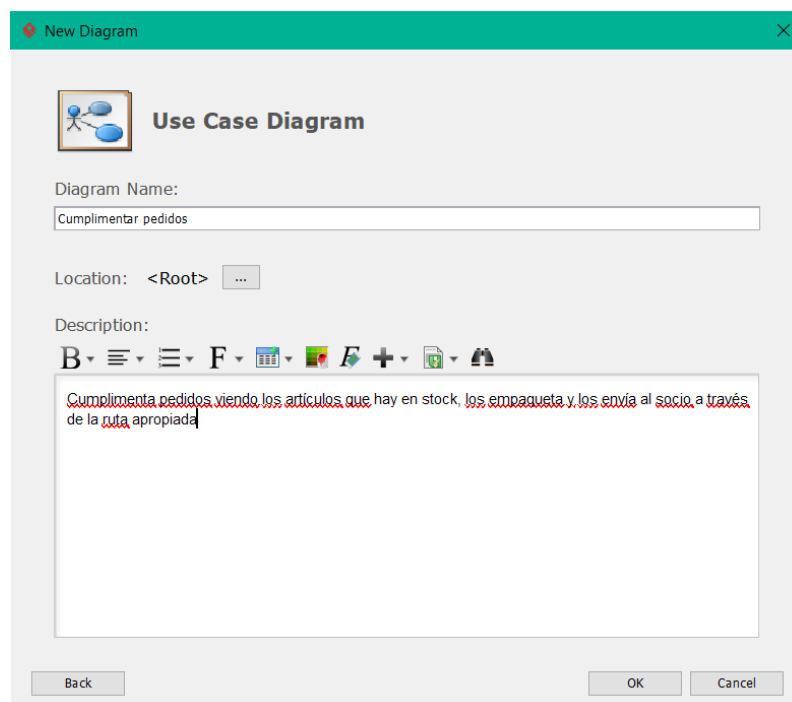 New Diagram
Use Case Diagram
Diagram Name:
Cumplimentar pedidos
Location: <Root> ...
Description:
B F F
Cumplimenta pedidos viendo los artículos que hay en stock, los empaqueta y los envía al socio a través
de la ruta apropiada
Back OK Cancel